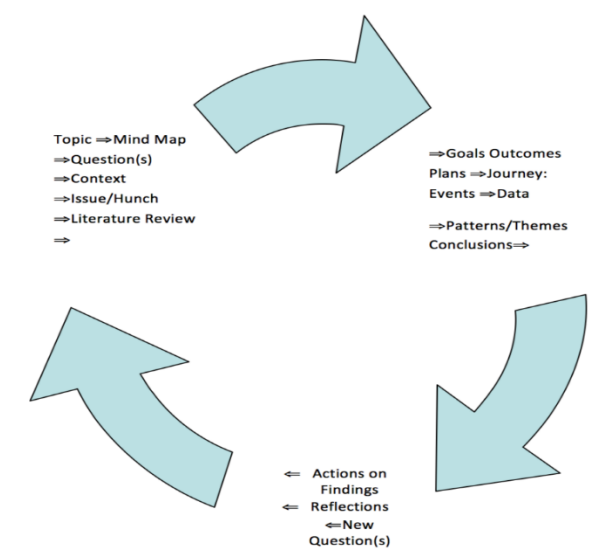 Topic ⇒Mind Map
⇒Question(s)
⇒Context
⇒Issue/Hunch
⇒Literature Review
⇒
⇒Goals Outcomes
Plans ⇒Journey:
Events ⇒Data
⇒Patterns/Themes
Conclusions⇒
⇐ Actions on
Findings
⇐ Reflections
⇐New
Question(s)